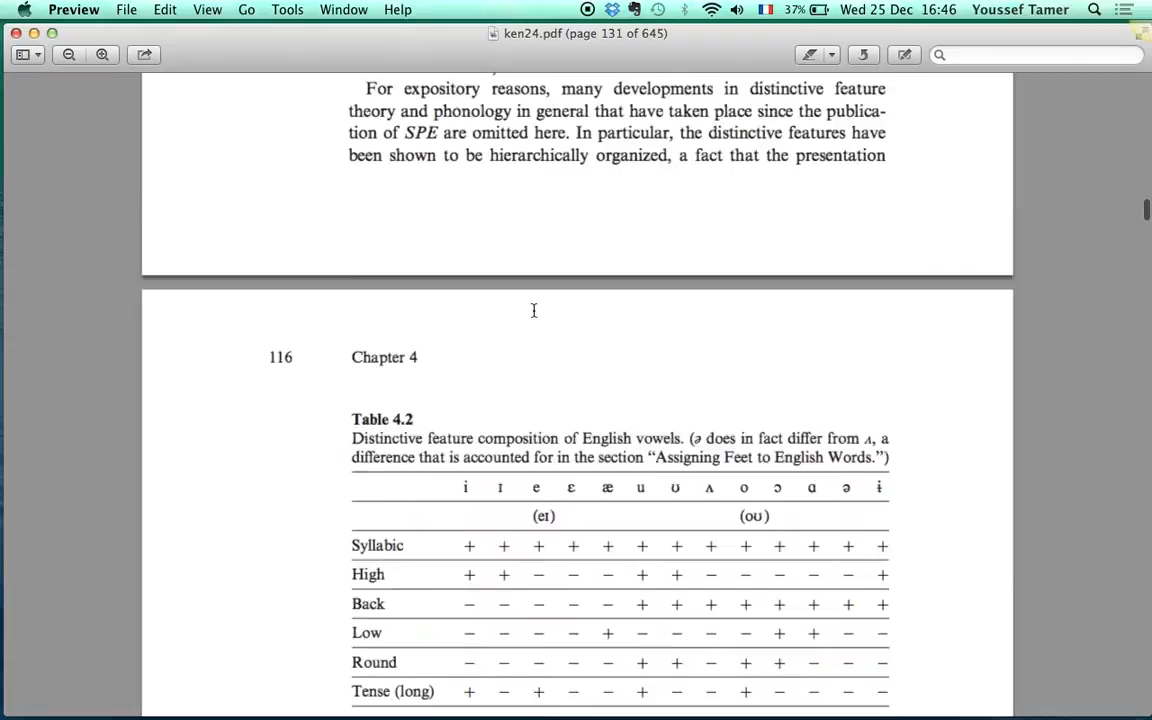 Preview File Edit View Go Tools Window Help 37% Wed 25 Dec 16:46 Youssef Tamer
ken24.pdf (page 131 of 645)
For expository reasons, many developments in distinctive feature
theory and phonology in general that have taken place since the publica-
tion of SPE are omitted here. In particular, the distinctive features have
been shown to be hierarchically organized, a fact that the presentation
116 Chapter 4
Table 4.2
Distinctive feature composition of English vowels. (ə does in fact differ from ʌ, a
difference that is accounted for in the section “Assigning Feet to English Words.”)
i ɪ e ɛ æ u ʊ ʌ o ɔ ɑ ə ɨ
(eɪ) (oʊ)
Syllabic + + + + + + + + + + + + +
High + + − − − + + − − − − − +
Back − − − − − + + + + + + + +
Low − − − − + − − − − + + − −
Round − − − − − + + − + + − − −
Tense (long) + − + − − + − − + − − − −